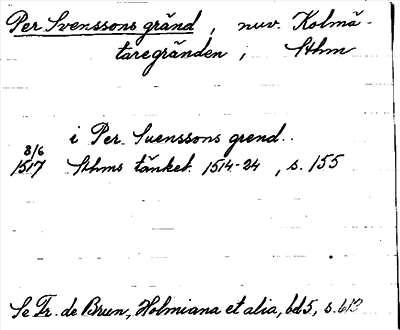 Per Svenssons gränd, nuv. Kolmä-
taregränden, Sthm
i Per Suenssons grend..
8/6
1517 Sthms tänkeb. 1514-24, s. 155
Se Fr. de Brun, Holmiana et alia, bd 5, s. 613